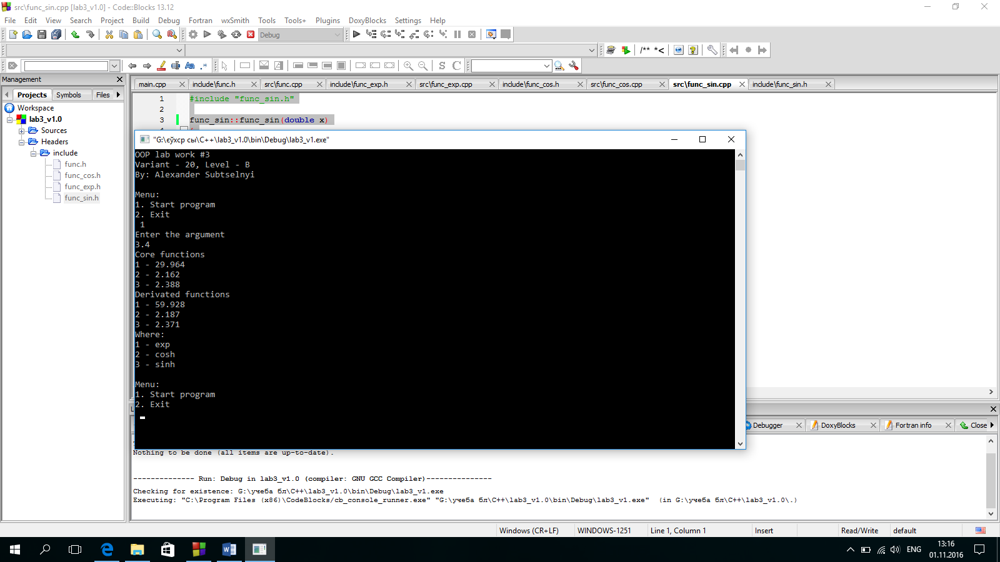 src\func_sin.cpp [lab3_v1.0] - Code::Blocks 13.12
File Edit View Search Project Build Debug Fortran wxSmith Tools Tools+ Plugins DoxyBlocks Settings Help
Debug
/** *<
Aa .*
S C
Management
main.cpp include\func.h src\func.cpp include\func_exp.h src\func_exp.cpp include\func_cos.h src\func_cos.cpp src\func_sin.cpp include\func_sin.h
Projects Symbols Files
Workspace
lab3_v1.0
Sources
Headers
include
func.h
func_cos.h
func_exp.h
func_sin.h
1 #include "func_sin.h"
2
3 func_sin::func_sin(double x)
"G:\єўхср сы\C++\lab3_v1.0\bin\Debug\lab3_v1.exe"
OOP lab work #3
Variant - 20, Level - B
By: Alexander Subtselnyi
Menu:
1. Start program
2. Exit
1
Enter the argument
3.4
Core functions
1 - 29.964
2 - 2.162
3 - 2.388
Derivated functions
1 - 59.928
2 - 2.187
3 - 2.371
Where:
1 - exp
2 - cosh
3 - sinh
Menu:
1. Start program
2. Exit
Debugger DoxyBlocks Fortran info Close
Nothing to be done (all items are up-to-date).
-------------- Run: Debug in lab3_v1.0 (compiler: GNU GCC Compiler)---------------
Checking for existence: G:\учеба бл\C++\lab3_v1.0\bin\Debug\lab3_v1.exe
Executing: "C:\Program Files (x86)\CodeBlocks/cb_console_runner.exe" "G:\учеба бл\C++\lab3_v1.0\bin\Debug\lab3_v1.exe" (in G:\учеба бл\C++\lab3_v1.0\.)
Windows (CR+LF) WINDOWS-1251 Line 1, Column 1 Insert Read/Write default
ENG
13:16
01.11.2016